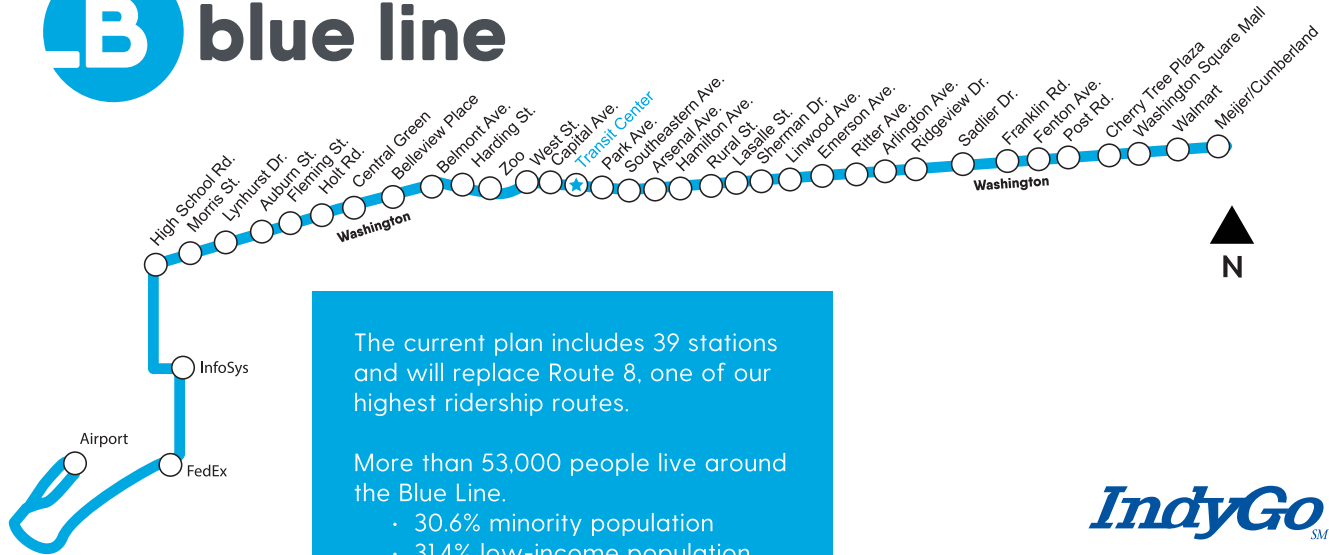 B blue line
High School Rd.
Morris St.
Lynhurst Dr.
Auburn St.
Fleming St.
Holt Rd.
Central Green
Belleview Place
Belmont Ave.
Harding St.
Zoo
West St.
Capital Ave.
Transit Center
Park Ave.
Southeastern Ave.
Arsenal Ave.
Hamilton Ave.
Rural St.
Lasalle St.
Sherman Dr.
Linwood Ave.
Emerson Ave.
Ritter Ave.
Arlington Ave.
Ridgeview Dr.
Sadlier Dr.
Franklin Rd.
Fenton Ave.
Post Rd.
Cherry Tree Plaza
Washington Square Mall
Walmart
Meijer/Cumberland
Washington
Washington
N
InfoSys
Airport
FedEx
The current plan includes 39 stations
and will replace Route 8, one of our
highest ridership routes.
More than 53,000 people live around
the Blue Line.
· 30.6% minority population
· 31.4% low-income population
IndyGo SM